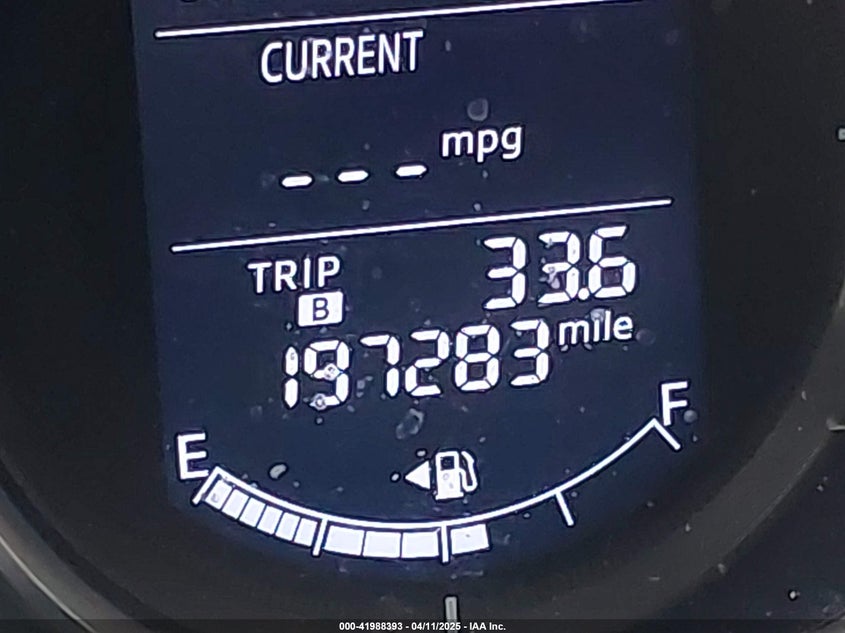 CURRENT
--- mpg
TRIP B 33.6
197283 mile
E F
000-41988393 - 04/11/2025 - IAA Inc.